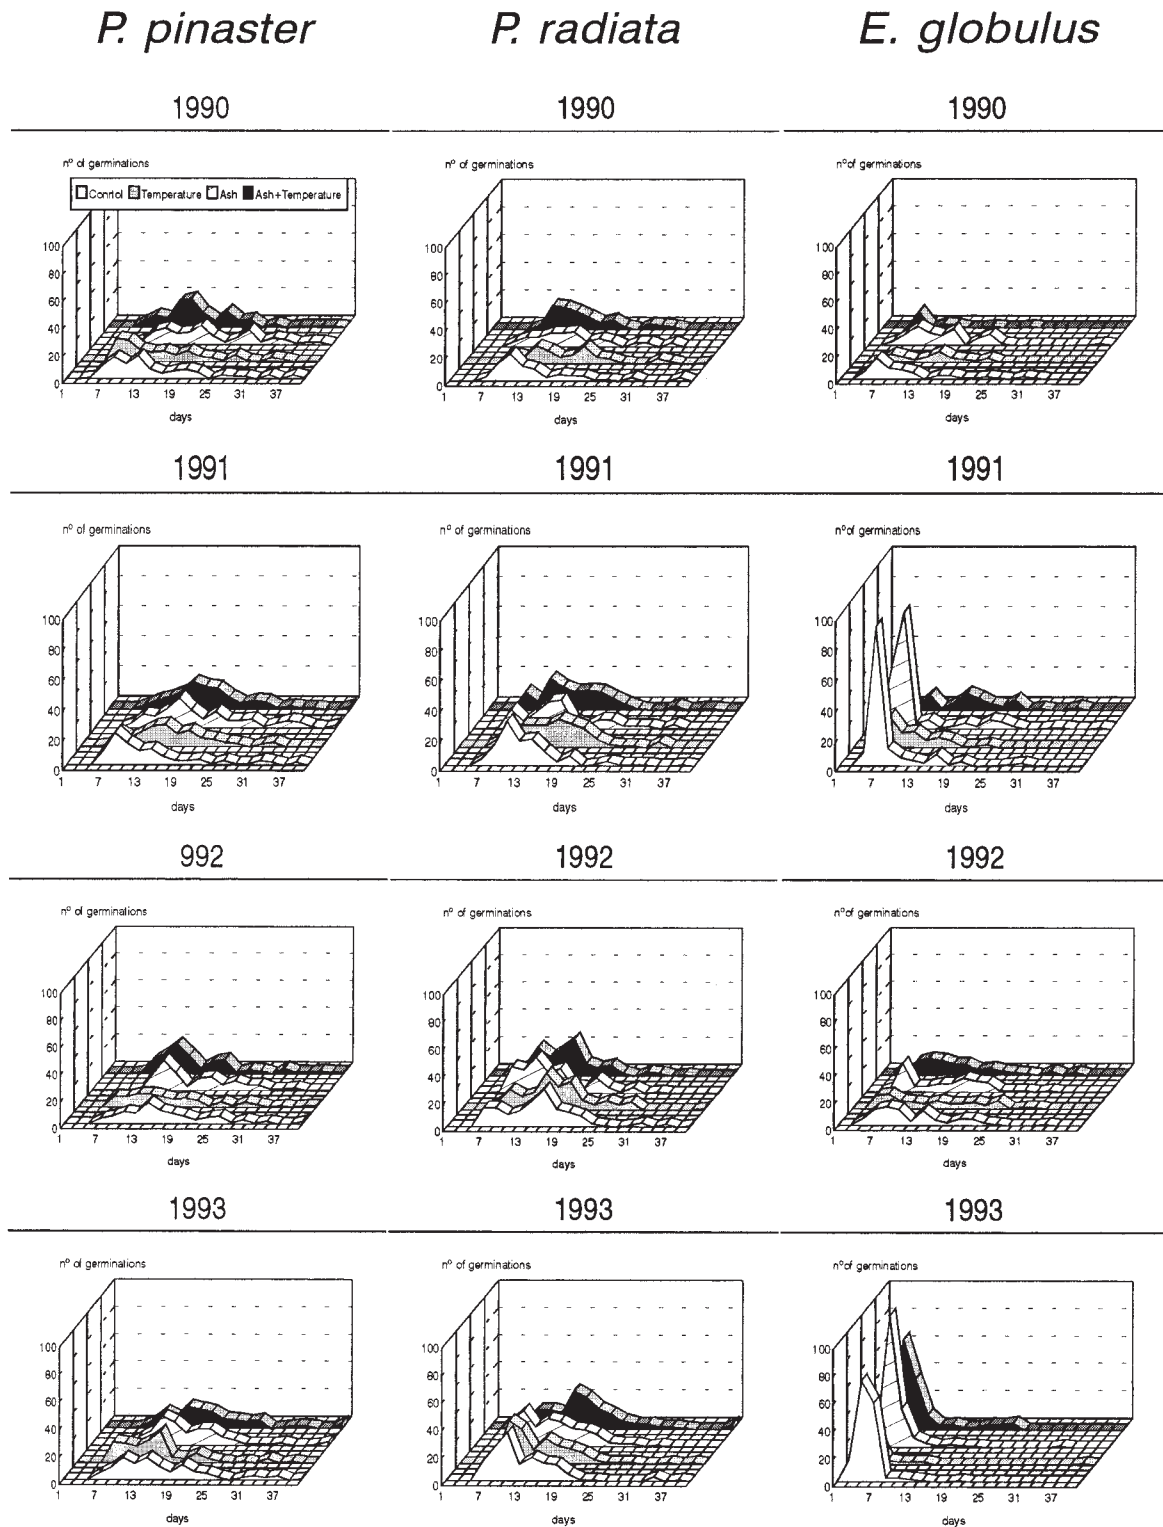 P. pinaster P. radiata E. globulus
1990 1990 1990
nº of germinations nº of germinations nºof germinations
Conrtol Temperature Ash Ash+Temperature
100 100 100
80 80 80
60 60 60
40 40 40
20 20 20
0 0 0
1 7 13 19 25 31 37 1 7 13 19 25 31 37 1 7 13 19 25 31 37
days days days
1991 1991 1991
nº of germinations nº of germinations nºof germinations
100 100 100
80 80 80
60 60 60
40 40 40
20 20 20
0 0 0
1 7 13 19 25 31 37 1 7 13 19 25 31 37 1 7 13 19 25 31 37
days days days
992 1992 1992
nº of germinations nº of germinations nºof germinations
100 100 100
80 80 80
60 60 60
40 40 40
20 20 20
0 0 0
1 7 13 19 25 31 37 1 7 13 19 25 31 37 1 7 13 19 25 31 37
days days days
1993 1993 1993
nº of germinations nº of germinations nºof germinations
100 100 100
80 80 80
60 60 60
40 40 40
20 20 20
0 0 0
1 7 13 19 25 31 37 1 7 13 19 25 31 37 1 7 13 19 25 31 37
days days days